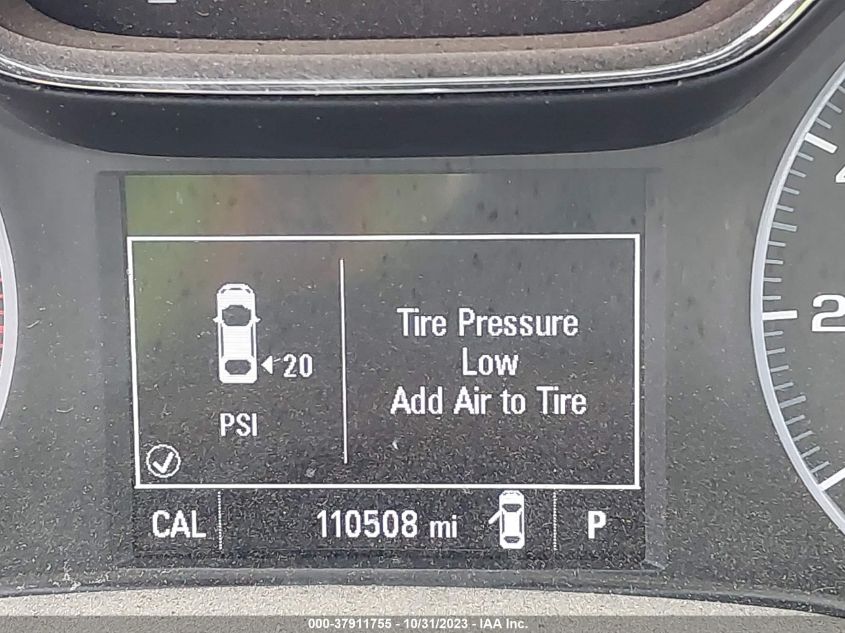 Tire Pressure
Low
Add Air to Tire
20
PSI
CAL 110508 mi P
2
000-37911755 - 10/31/2023 - IAA Inc.